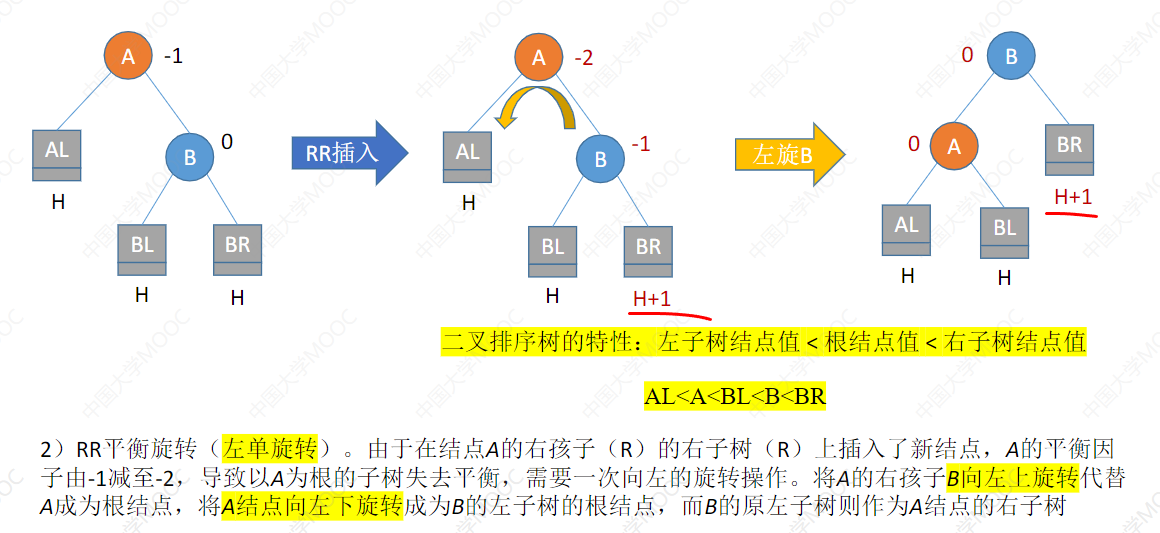 A
-1
AL
H
B
0
BL
H
BR
H
RR插入
A
-2
AL
H
B
-1
BL
H
BR
H+1
左旋B
0
B
0
A
BR
H+1
AL
H
BL
H
二叉排序树的特性：左子树结点值 < 根结点值 < 右子树结点值
AL<A<BL<B<BR
2）RR平衡旋转（左单旋转）。由于在结点A的右孩子（R）的右子树（R）上插入了新结点，A的平衡因
子由-1减至-2，导致以A为根的子树失去平衡，需要一次向左的旋转操作。将A的右孩子B向左上旋转代替
A成为根结点，将A结点向左下旋转成为B的左子树的根结点，而B的原左子树则作为A结点的右子树
中国大学MOOC